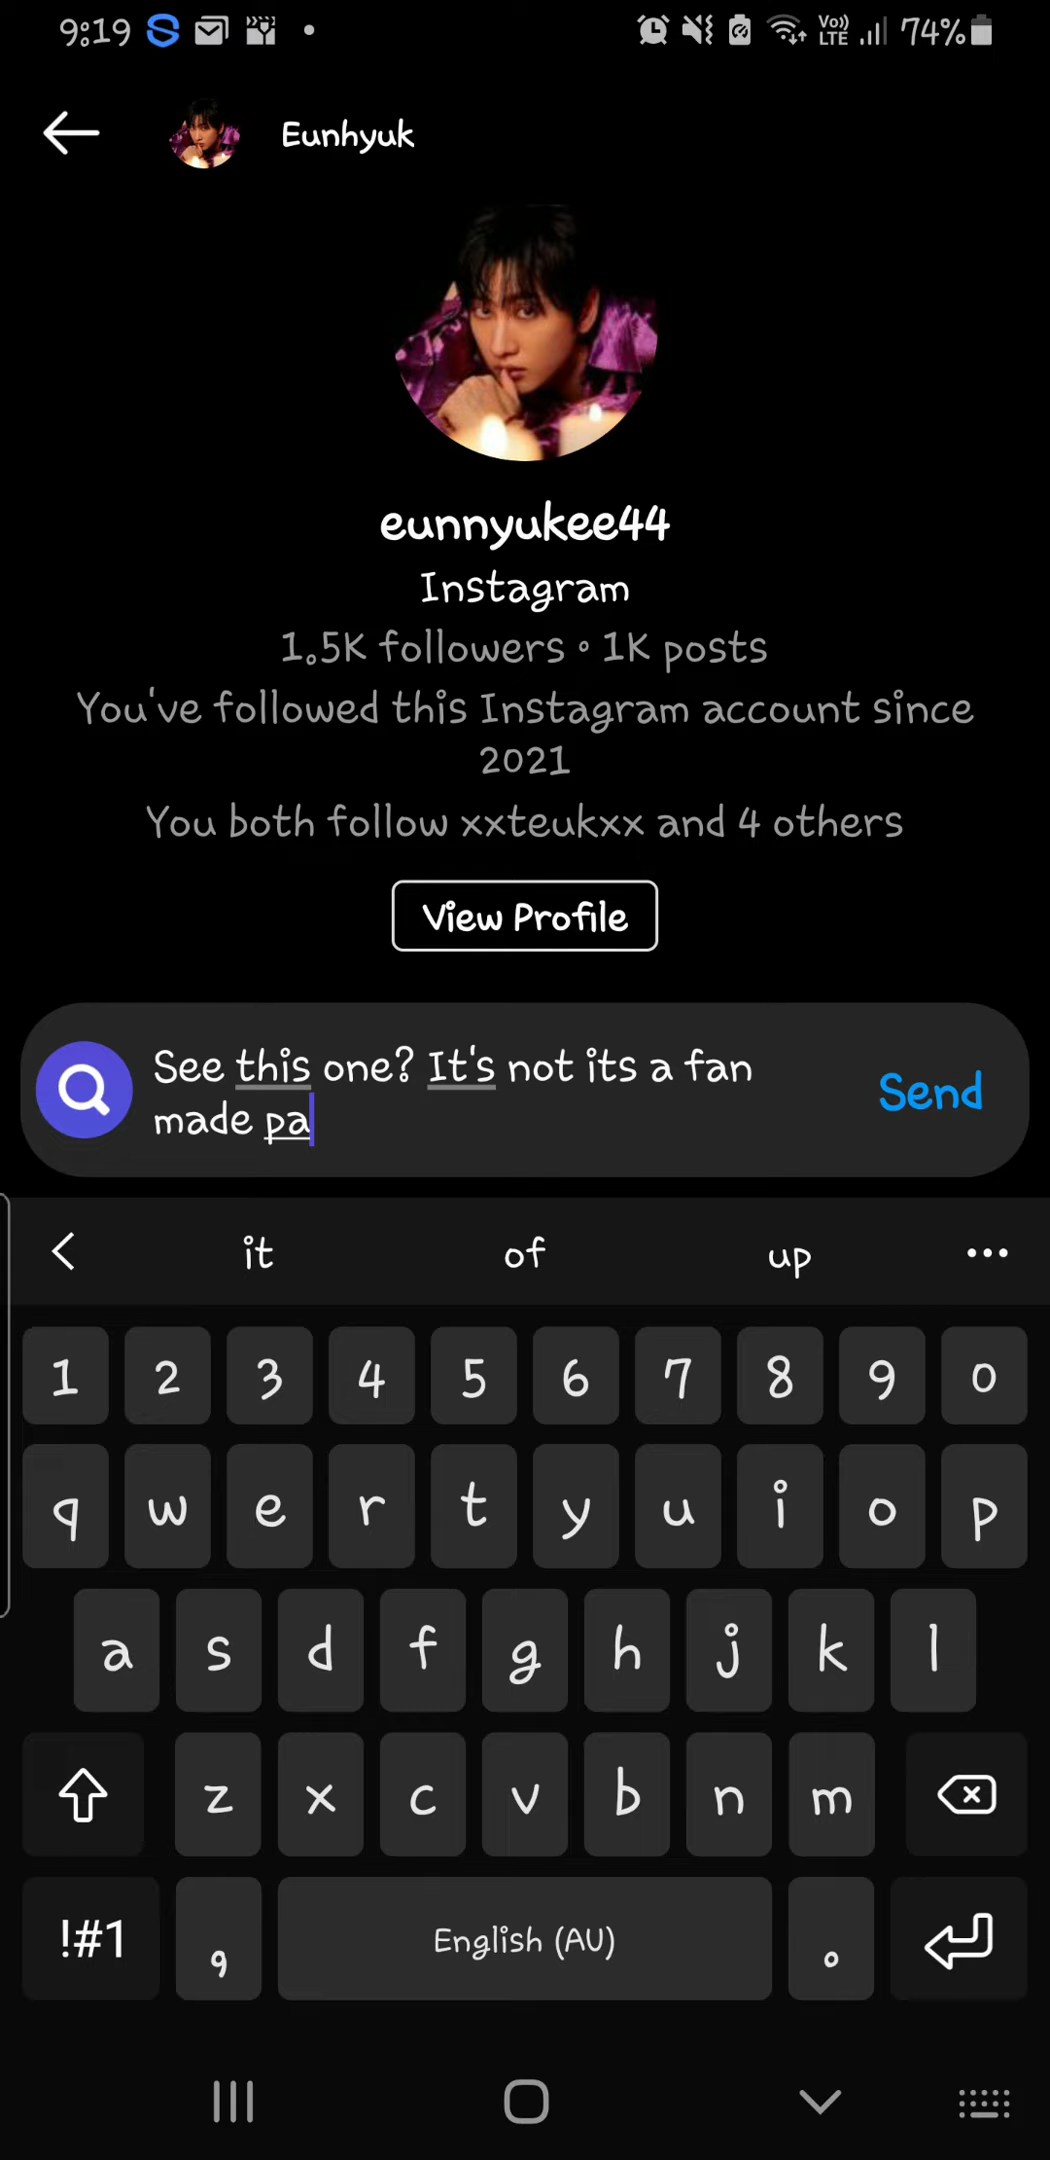 9:19 Vo)) LTE 74%
Eunhyuk
eunnyukee44
Instagram
1.5K followers • 1K posts
You've followed this Instagram account since
2021
You both follow xxteukxx and 4 others
View Profile
See this one? It's not its a fan
made pa
Send
it of up
1 2 3 4 5 6 7 8 9 0
q w e r t y u i o p
a s d f g h j k l
z x c v b n m
!#1 , English (AU) .